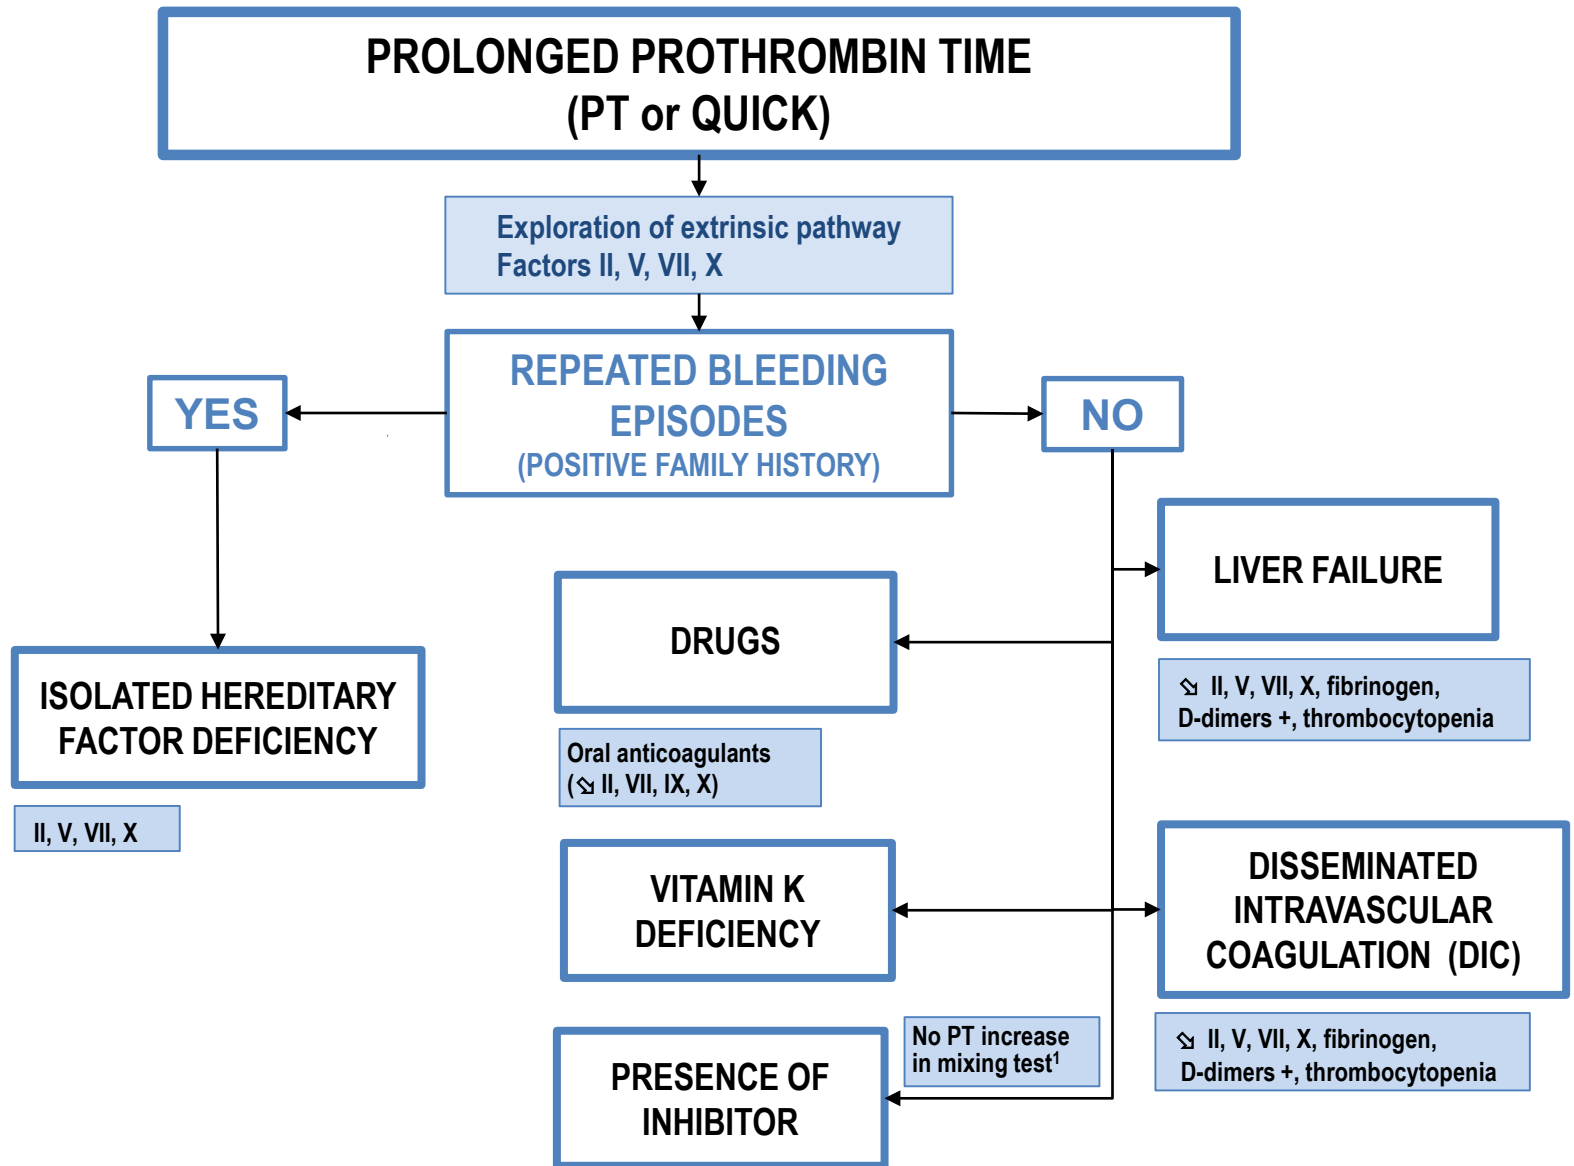 PROLONGED PROTHROMBIN TIME
(PT or QUICK)
Exploration of extrinsic pathway
Factors II, V, VII, X
REPEATED BLEEDING
EPISODES
(POSITIVE FAMILY HISTORY)
YES
NO
LIVER FAILURE
⬂ II, V, VII, X, fibrinogen,
D-dimers +, thrombocytopenia
DRUGS
Oral anticoagulants
(⬂ II, VII, IX, X)
ISOLATED HEREDITARY
FACTOR DEFICIENCY
II, V, VII, X
VITAMIN K
DEFICIENCY
DISSEMINATED
INTRAVASCULAR
COAGULATION (DIC)
⬂ II, V, VII, X, fibrinogen,
D-dimers +, thrombocytopenia
No PT increase
in mixing test¹
PRESENCE OF
INHIBITOR